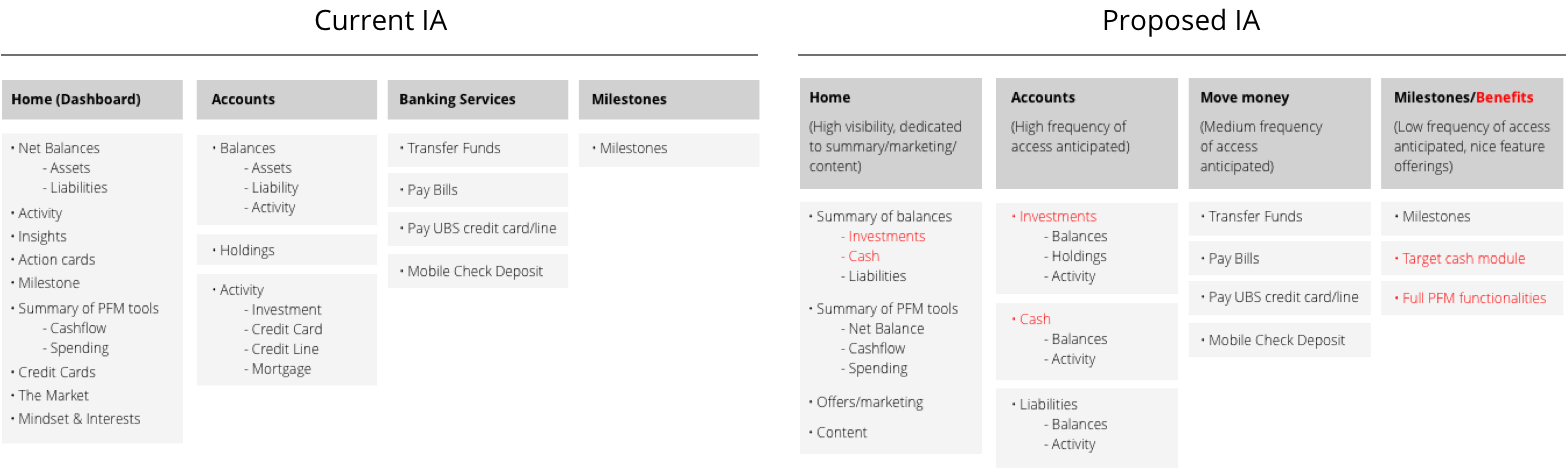 Current IA
Home (Dashboard)
• Net Balances
- Assets
- Liabilities
• Activity
• Insights
• Action cards
• Milestone
• Summary of PFM tools
- Cashflow
- Spending
• Credit Cards
• The Market
• Mindset & Interests
Accounts
• Balances
- Assets
- Liability
- Activity
• Holdings
• Activity
- Investment
- Credit Card
- Credit Line
- Mortgage
Banking Services
• Transfer Funds
• Pay Bills
• Pay UBS credit card/line
• Mobile Check Deposit
Milestones
• Milestones
Proposed IA
Home
(High visibility, dedicated
to summary/marketing/
content)
• Summary of balances
- Investments
- Cash
- Liabilities
• Summary of PFM tools
- Net Balance
- Cashflow
- Spending
• Offers/marketing
• Content
Accounts
(High frequency of
access anticipated)
• Investments
- Balances
- Holdings
- Activity
• Cash
- Balances
- Activity
• Liabilities
- Balances
- Activity
Move money
(Medium frequency
of access
anticipated)
• Transfer Funds
• Pay Bills
• Pay UBS credit card/line
• Mobile Check Deposit
Milestones/Benefits
(Low frequency of access
anticipated, nice feature
offerings)
• Milestones
• Target cash module
• Full PFM functionalities